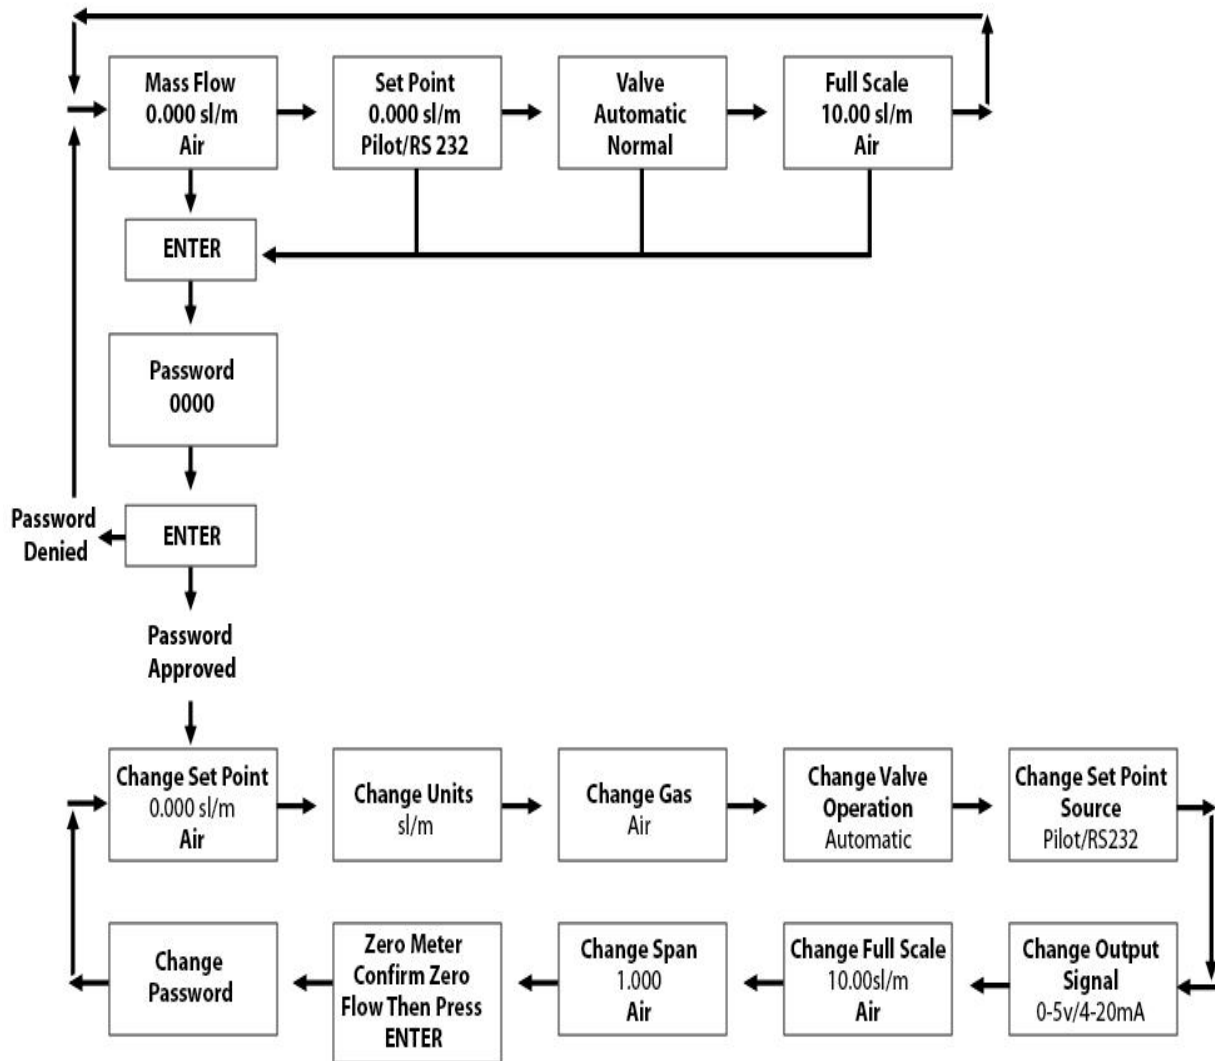 Mass Flow
0.000 sl/m
Air
Set Point
0.000 sl/m
Pilot/RS 232
Valve
Automatic
Normal
Full Scale
10.00 sl/m
Air
ENTER
Password
0000
Password
Denied
ENTER
Password
Approved
Change Set Point
0.000 sl/m
Air
Change Units
sl/m
Change Gas
Air
Change Valve
Operation
Automatic
Change Set Point
Source
Pilot/RS232
Change
Password
Zero Meter
Confirm Zero
Flow Then Press
ENTER
Change Span
1.000
Air
Change Full Scale
10.00sl/m
Air
Change Output
Signal
0-5v/4-20mA